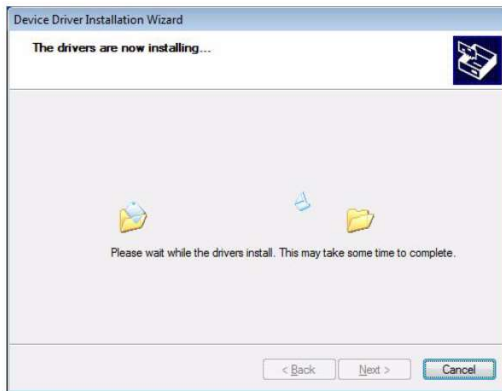 Device Driver Installation Wizard
The drivers are now installing...
Please wait while the drivers install. This may take some time to complete.
< Back
Next >
Cancel